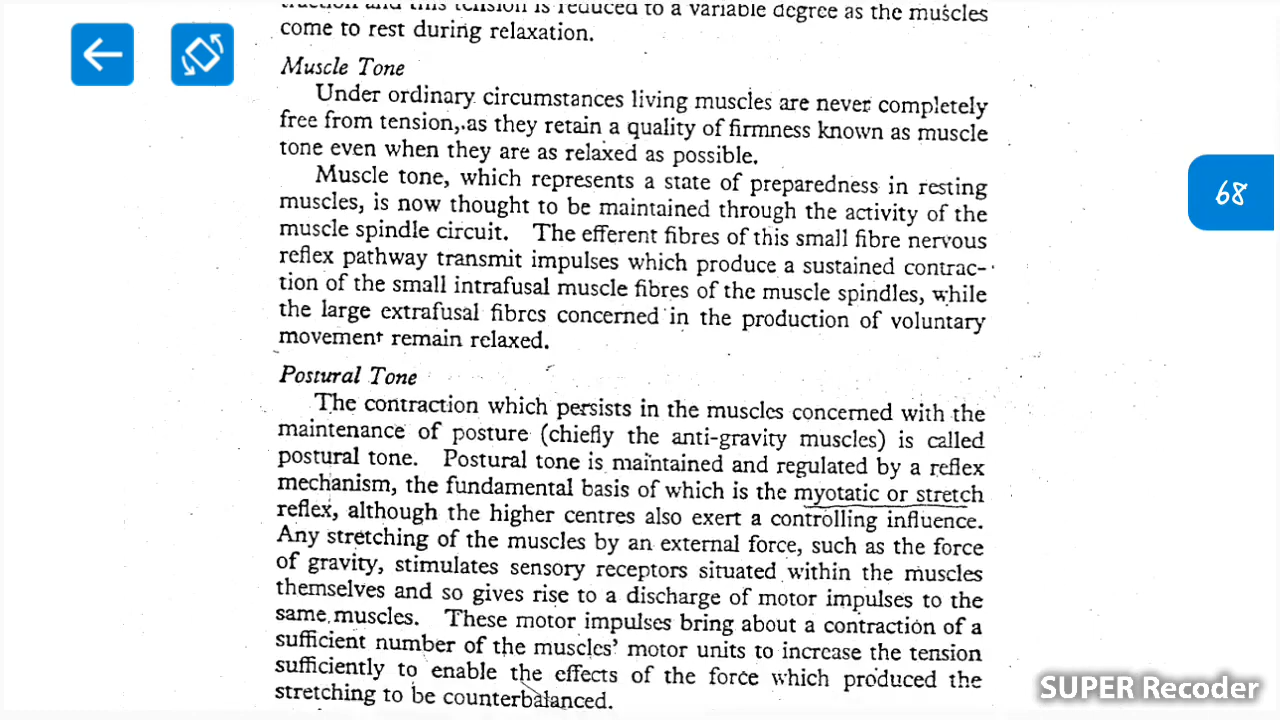 traction and this tension is reduced to a variable degree as the muscles
come to rest during relaxation.
Muscle Tone
Under ordinary circumstances living muscles are never completely
free from tension, as they retain a quality of firmness known as muscle
tone even when they are as relaxed as possible.
Muscle tone, which represents a state of preparedness in resting
muscles, is now thought to be maintained through the activity of the
muscle spindle circuit. The efferent fibres of this small fibre nervous
reflex pathway transmit impulses which produce a sustained contrac-
tion of the small intrafusal muscle fibres of the muscle spindles, while
the large extrafusal fibres concerned in the production of voluntary
movement remain relaxed.
Postural Tone
The contraction which persists in the muscles concerned with the
maintenance of posture (chiefly the anti-gravity muscles) is called
postural tone. Postural tone is maintained and regulated by a reflex
mechanism, the fundamental basis of which is the myotatic or stretch
reflex, although the higher centres also exert a controlling influence.
Any stretching of the muscles by an external force, such as the force
of gravity, stimulates sensory receptors situated within the muscles
themselves and so gives rise to a discharge of motor impulses to the
same muscles. These motor impulses bring about a contraction of a
sufficient number of the muscles' motor units to increase the tension
sufficiently to enable the effects of the force which produced the
stretching to be counterbalanced.
68
SUPER Recoder